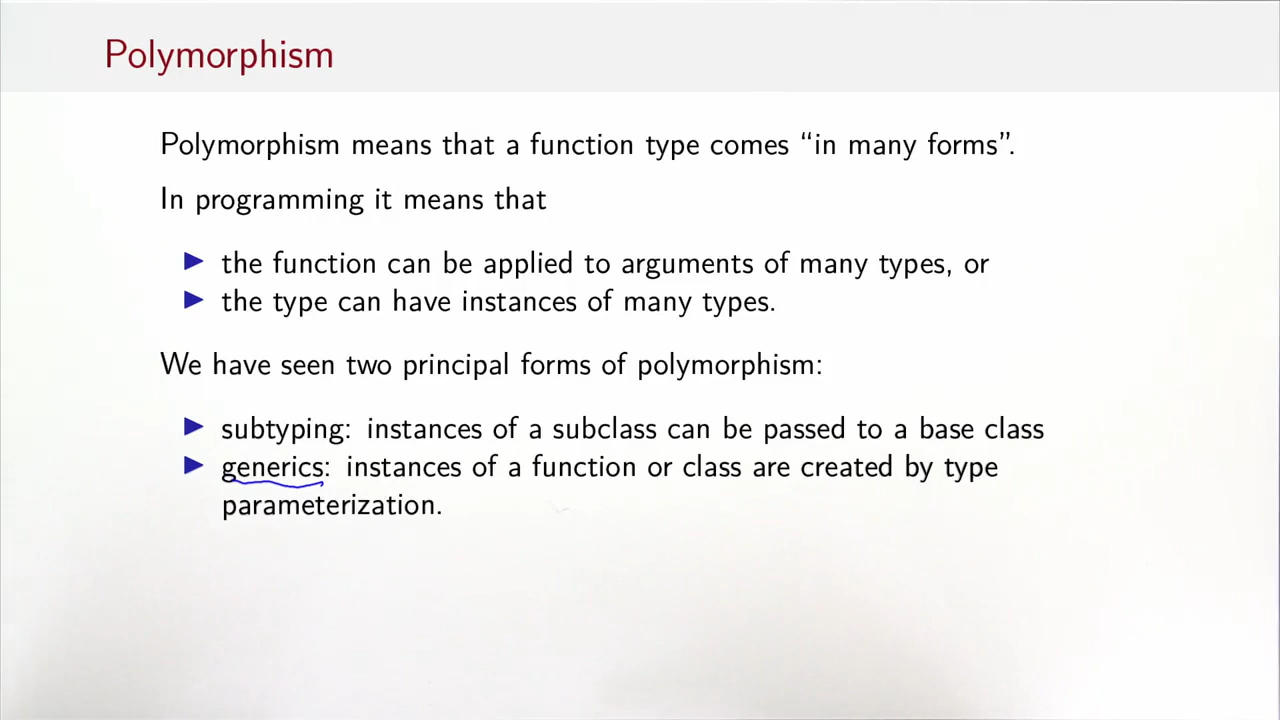 Polymorphism
Polymorphism means that a function type comes “in many forms”.
In programming it means that
▶ the function can be applied to arguments of many types, or
▶ the type can have instances of many types.
We have seen two principal forms of polymorphism:
▶ subtyping: instances of a subclass can be passed to a base class
▶ generics: instances of a function or class are created by type
parameterization.